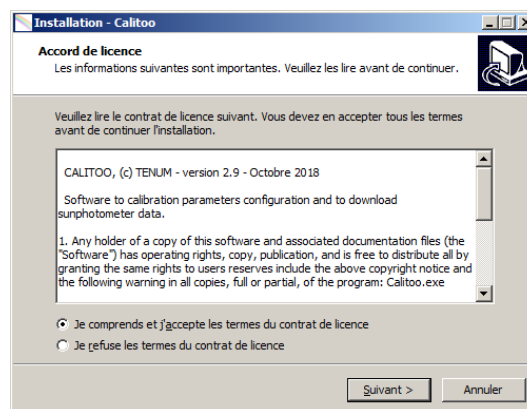 Installation - Calitoo
Accord de licence
Les informations suivantes sont importantes. Veuillez les lire avant de continuer.
Veuillez lire le contrat de licence suivant. Vous devez en accepter tous les termes
avant de continuer l'installation.
CALITOO, (c) TENUM - version 2.9 - Octobre 2018
Software to calibration parameters configuration and to download
sunphotometer data.
1. Any holder of a copy of this software and associated documentation files (the
"Software") has operating rights, copy, publication, and is free to distribute all by
granting the same rights to users reserves include the above copyright notice and
the following warning in all copies, full or partial, of the program: Calitoo.exe
Je comprends et j'accepte les termes du contrat de licence
Je refuse les termes du contrat de licence
Suivant >
Annuler